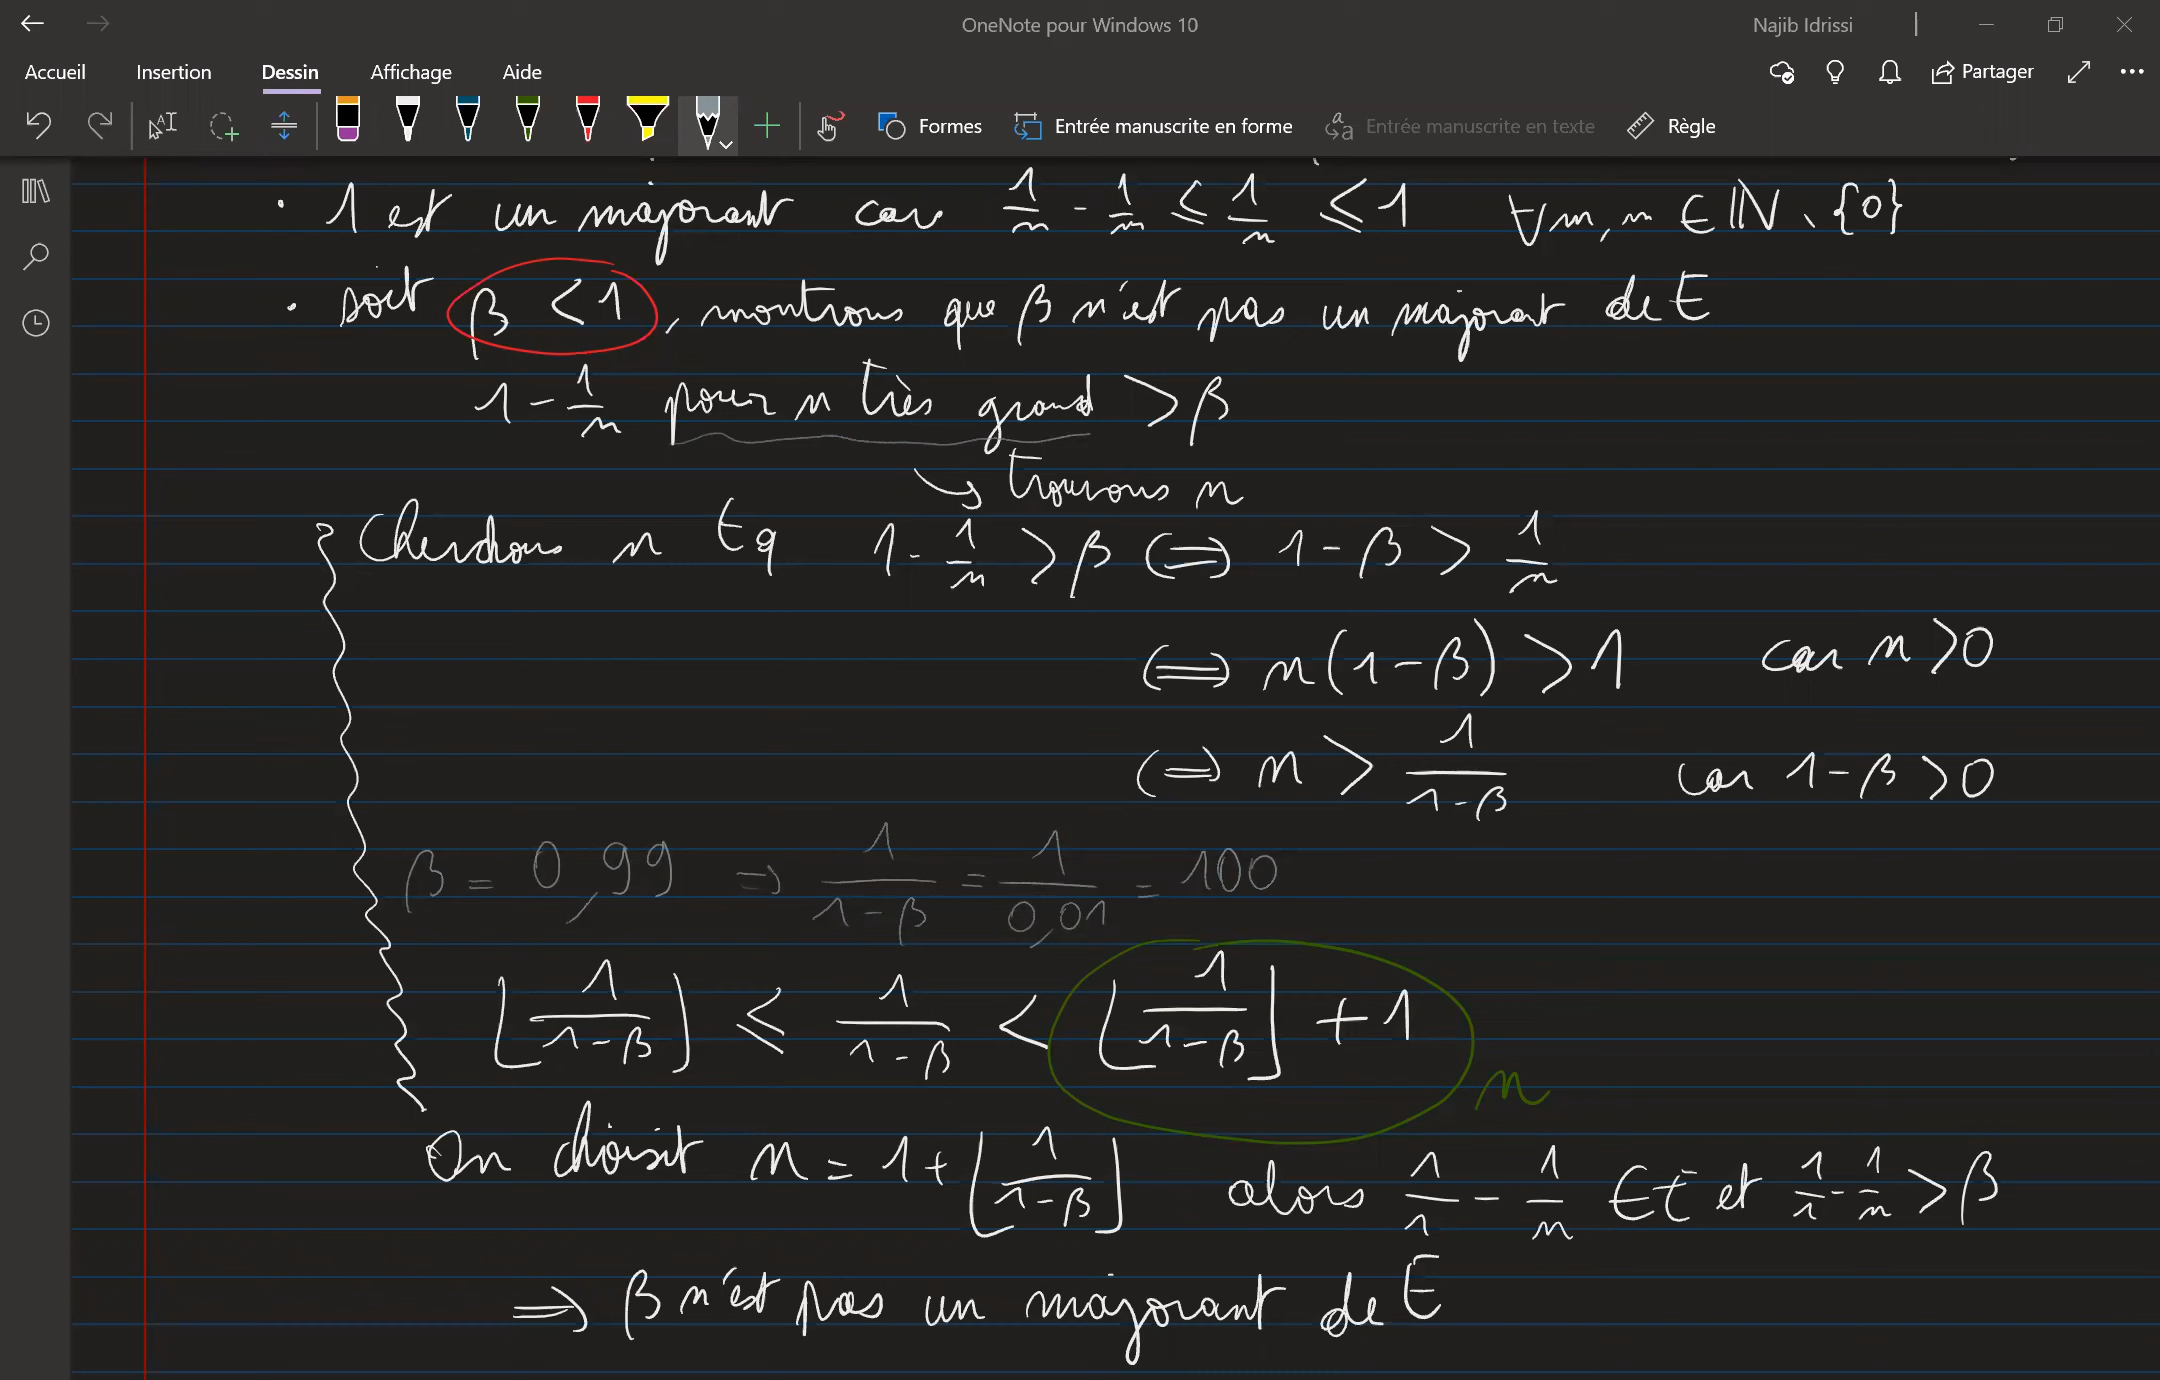 OneNote pour Windows 10
Najib Idrissi
Accueil Insertion Dessin Affichage Aide
Partager
Formes Entrée manuscrite en forme Entrée manuscrite en texte Règle
· 1 est un majorant car 1/m - 1/n ≤ 1/n ≤ 1 ∀m, n ∈ ℕ \ {0}
· soit β < 1, montrons que β n'est pas un majorant de E
1 - 1/n pour n très grand > β
↘ trouvons n
Cherchons n tq 1 - 1/n > β ⟺ 1 - β > 1/n
⟺ n(1-β) > 1 car n > 0
⟺ n > 1/(1-β) car 1-β > 0
β = 0,99 ⇒ 1/(1-β) = 1/0,01 = 100
⌊1/(1-β)⌋ ≤ 1/(1-β) < ⌊1/(1-β)⌋ + 1
n
On choisit n = 1 + ⌊1/(1-β)⌋ alors 1/1 - 1/n ∈ E et 1/1 - 1/n > β
⟹ β n'est pas un majorant de E